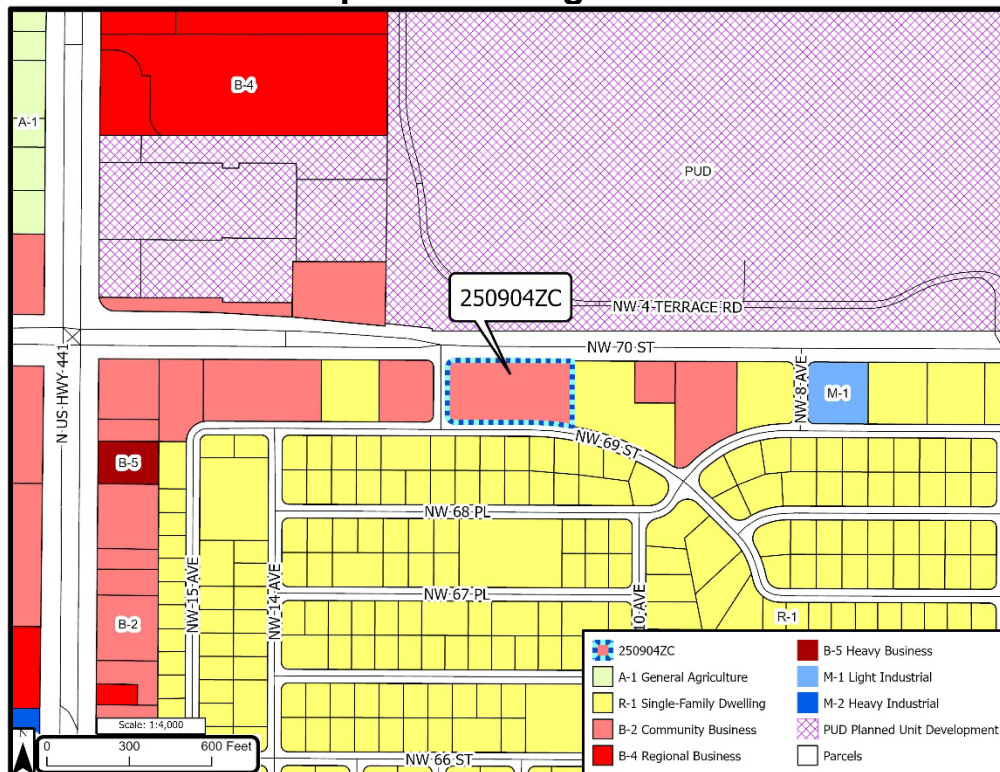 B-4
A-1
PUD
250904ZC
NW 4 TERRACE RD
NW 70 ST
N US HWY 441
NW 8 AVE
M-1
NW 69 ST
B-5
NW 68 PL
NW 15 AVE
NW 14 AVE
NW 67 PL
10 AVE
R-1
B-2
250904ZC
A-1 General Agriculture
R-1 Single-Family Dwelling
B-2 Community Business
B-4 Regional Business
B-5 Heavy Business
M-1 Light Industrial
M-2 Heavy Industrial
PUD Planned Unit Development
Parcels
Scale: 1:4,000
N
0 300 600 Feet
NW 66 ST